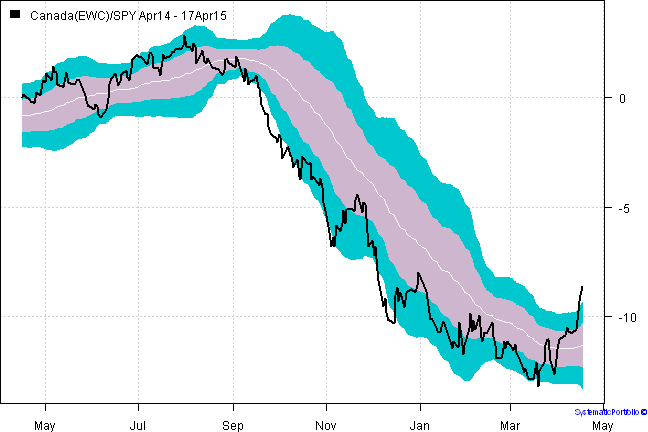 Canada(EWC)/SPY Apr14 - 17Apr15
0
-5
-10
SystematicPortfolio ©
May Jul Sep Nov Jan Mar May